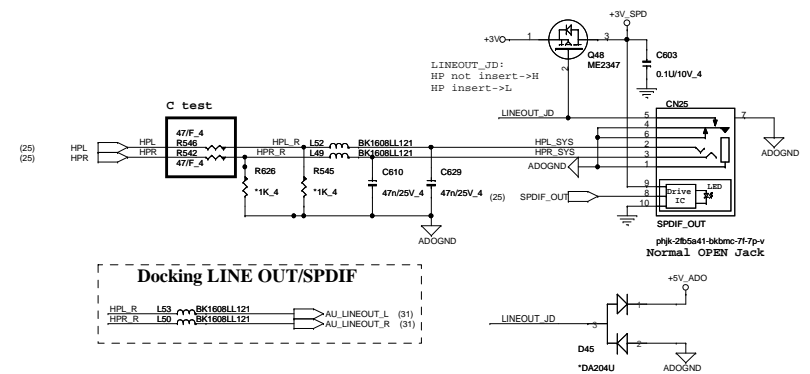 +3V_SPD
+3V
1
3
2
Q48
ME2347
C603
0.1U/10V_4
LINEOUT_JD:
HP not insert->H
HP insert->L
LINEOUT_JD
CN25
5
4
6
2
3
1
7
ADOGND
C test
47/F_4
R546
R542
47/F_4
(25) HPL
(25) HPR
HPL
HPR
HPL_R
HPR_R
L52 BK1608LL121
L49 BK1608LL121
HPL_SYS
HPR_SYS
ADOGND
R626
*1K_4
R545
*1K_4
C610
47n/25V_4
C629
47n/25V_4
ADOGND
(25) SPDIF_OUT
9
8
10
Drive
IC
LED
SPDIF_OUT
phjk-2fb5a41-bkbmc-7f-7p-v
Normal OPEN Jack
Docking LINE OUT/SPDIF
HPL_R L53 BK1608LL121 AU_LINEOUT_L (31)
HPR_R L50 BK1608LL121 AU_LINEOUT_R (31)
+5V_ADO
LINEOUT_JD
3
1
2
D45
*DA204U
ADOGND